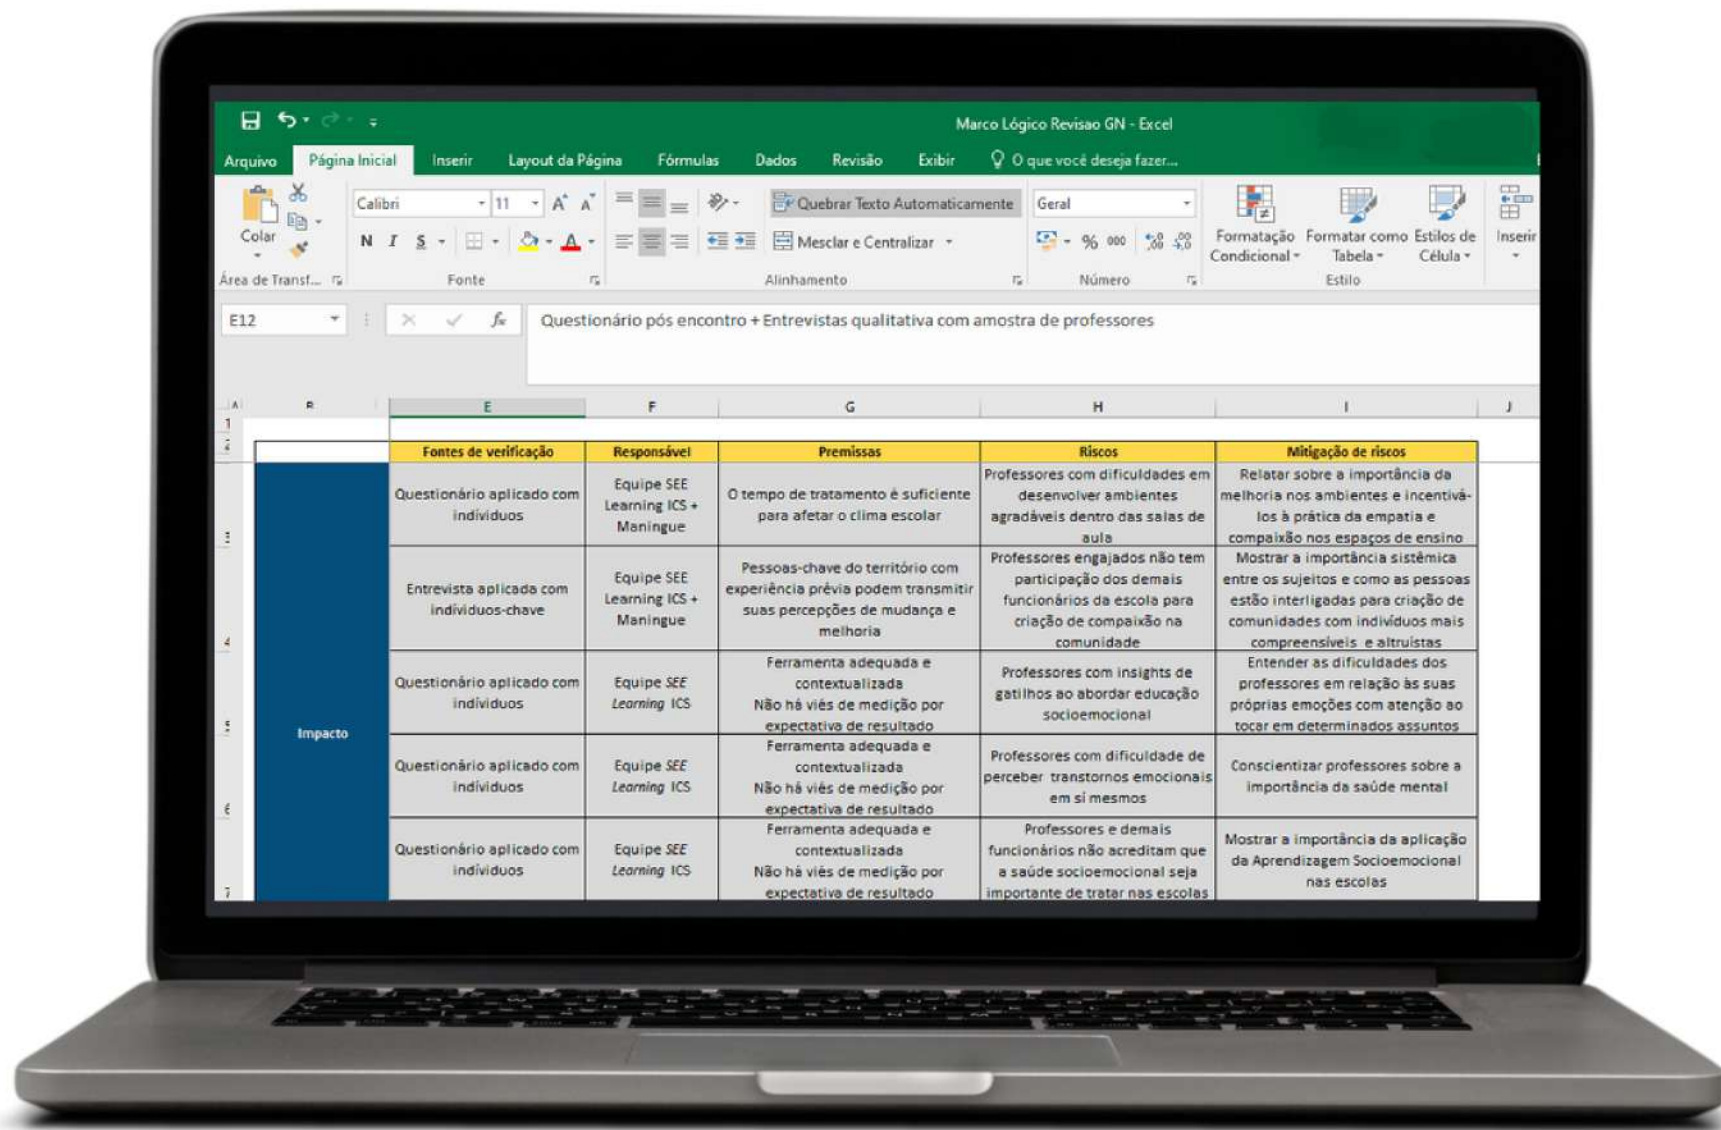 Marco Lógico Revisao GN - Excel
Arquivo Página Inicial Inserir Layout da Página Fórmulas Dados Revisão Exibir O que você deseja fazer...
Colar
Calibri 11 A A
Quebrar Texto Automaticamente
Geral
N I S A
Mesclar e Centralizar
% 000
Formatação Condicional
Formatar como Tabela
Estilos de Célula
Inserir
Área de Transf... Fonte Alinhamento Número Estilo
E12 fx Questionário pós encontro + Entrevistas qualitativa com amostra de professores
A B E F G H I J
1
2
Fontes de verificação Responsável Premissas Riscos Mitigação de riscos
Impacto
3
Questionário aplicado com
indíviduos
Equipe SEE
Learning ICS +
Maningue
O tempo de tratamento é suficiente
para afetar o clima escolar
Professores com dificuldades em
desenvolver ambientes
agradáveis dentro das salas de
aula
Relatar sobre a importância da
melhoria nos ambientes e incentivá-
los à prática da empatia e
compaixão nos espaços de ensino
4
Entrevista aplicada com
indíviduos-chave
Equipe SEE
Learning ICS +
Maningue
Pessoas-chave do território com
experiência prévia podem transmitir
suas percepções de mudança e
melhoria
Professores engajados não tem
participação dos demais
funcionários da escola para
criação de compaixão na
comunidade
Mostrar a importância sistêmica
entre os sujeitos e como as pessoas
estão interligadas para criação de
comunidades com indivíduos mais
compreensíveis e altruístas
5
Questionário aplicado com
indíviduos
Equipe SEE
Learning ICS
Ferramenta adequada e
contextualizada
Não há viés de medição por
expectativa de resultado
Professores com insights de
gatilhos ao abordar educação
socioemocional
Entender as dificuldades dos
professores em relação às suas
próprias emoções com atenção ao
tocar em determinados assuntos
6
Questionário aplicado com
indíviduos
Equipe SEE
Learning ICS
Ferramenta adequada e
contextualizada
Não há viés de medição por
expectativa de resultado
Professores com dificuldade de
perceber transtornos emocionais
em sí mesmos
Conscientizar professores sobre a
importância da saúde mental
7
Questionário aplicado com
indíviduos
Equipe SEE
Learning ICS
Ferramenta adequada e
contextualizada
Não há viés de medição por
expectativa de resultado
Professores e demais
funcionários não acreditam que
a saúde socioemocional seja
importante de tratar nas escolas
Mostrar a importância da aplicação
da Aprendizagem Socioemocional
nas escolas